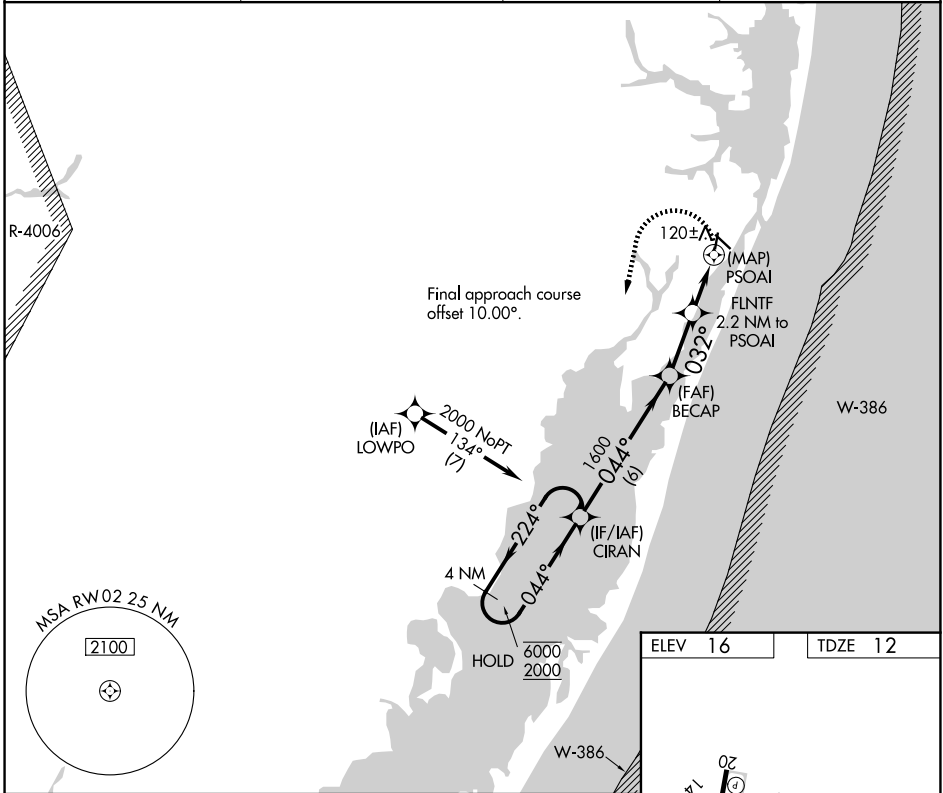 R-4006
120±
(MAP)
PSOAI
Final approach course
offset 10.00°.
FLNTF
2.2 NM to
PSOAI
032°
(FAF)
BECAP
W-386
(IAF)
LOWPO
2000 NoPT
134°
(7)
1600
044°
(6)
(IF/IAF)
CIRAN
224°
044°
4 NM
HOLD
6000
2000
MSA RW02 25 NM
2100
ELEV 16
TDZE 12
W-386
20
14
P